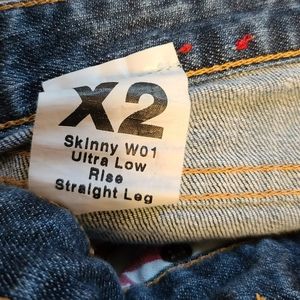 X2
Skinny W01
Ultra Low
Rise
Straight Leg